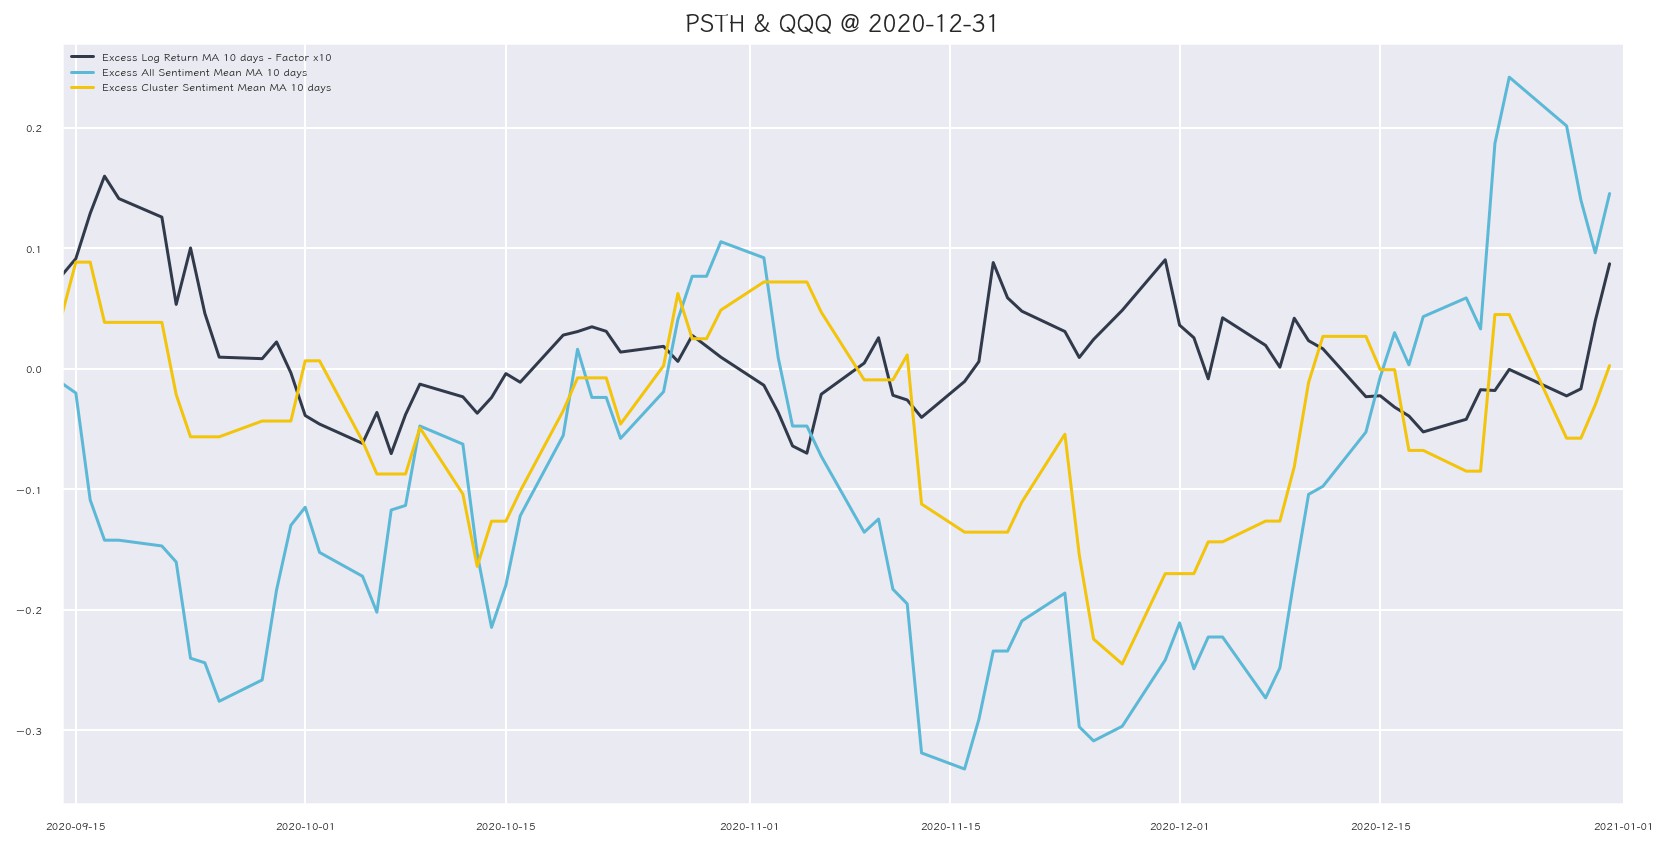 PSTH & QQQ @ 2020-12-31
Excess Log Return MA 10 days - Factor x10
Excess All Sentiment Mean MA 10 days
Excess Cluster Sentiment Mean MA 10 days
0.2
0.1
0.0
−0.1
−0.2
−0.3
2020-09-15 2020-10-01 2020-10-15 2020-11-01 2020-11-15 2020-12-01 2020-12-15 2021-01-01